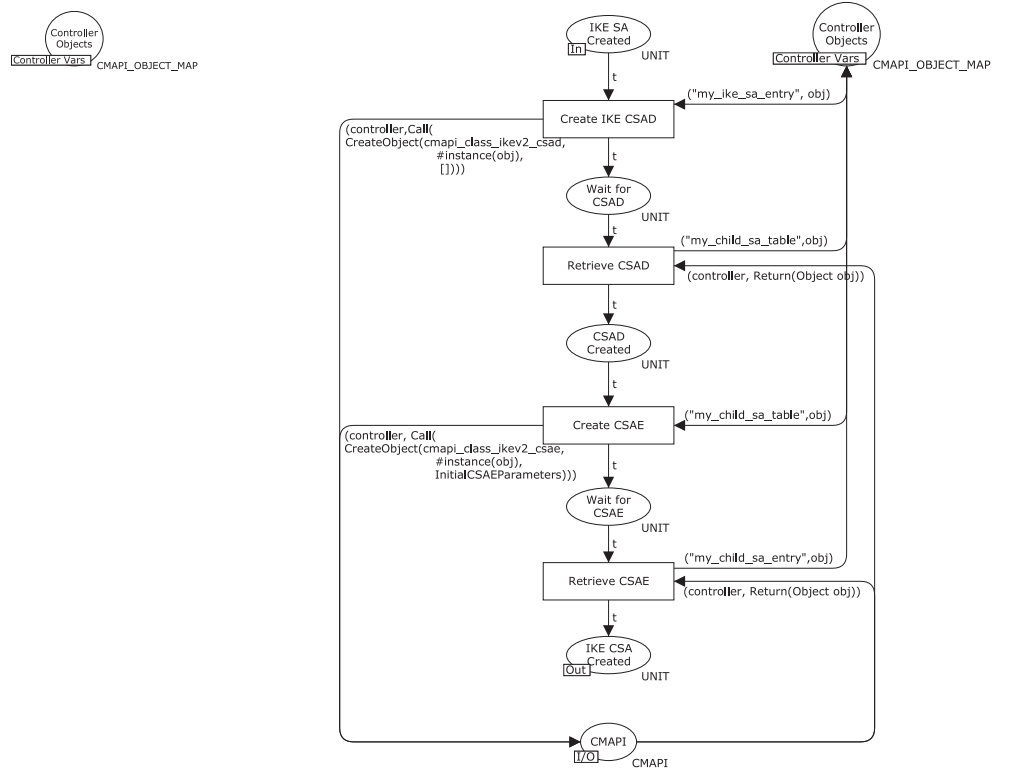 Controller
Objects
Controller Vars
CMAPI_OBJECT_MAP
IKE SA
Created
In
UNIT
Controller
Objects
Controller Vars
CMAPI_OBJECT_MAP
t
("my_ike_sa_entry", obj)
Create IKE CSAD
(controller,Call(
CreateObject(cmapi_class_ikev2_csad,
#instance(obj),
[])))
t
Wait for
CSAD
UNIT
t
("my_child_sa_table",obj)
Retrieve CSAD
(controller, Return(Object obj))
t
CSAD
Created
UNIT
t
("my_child_sa_table",obj)
Create CSAE
(controller, Call(
CreateObject(cmapi_class_ikev2_csae,
#instance(obj),
InitialCSAEParameters)))
t
Wait for
CSAE
UNIT
t
("my_child_sa_entry",obj)
Retrieve CSAE
(controller, Return(Object obj))
t
IKE CSA
Created
Out
UNIT
CMAPI
I/O
CMAPI